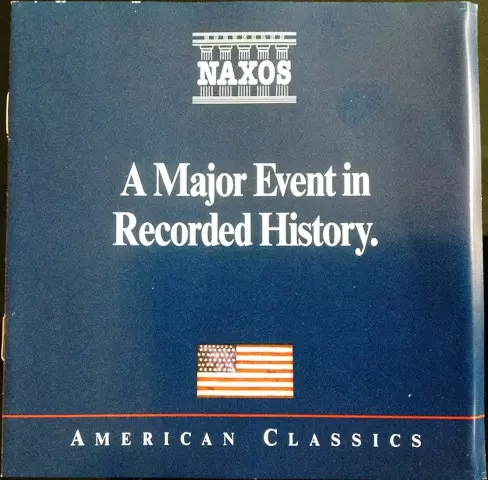 NAXOS
A Major Event in
Recorded History.
AMERICAN CLASSICS